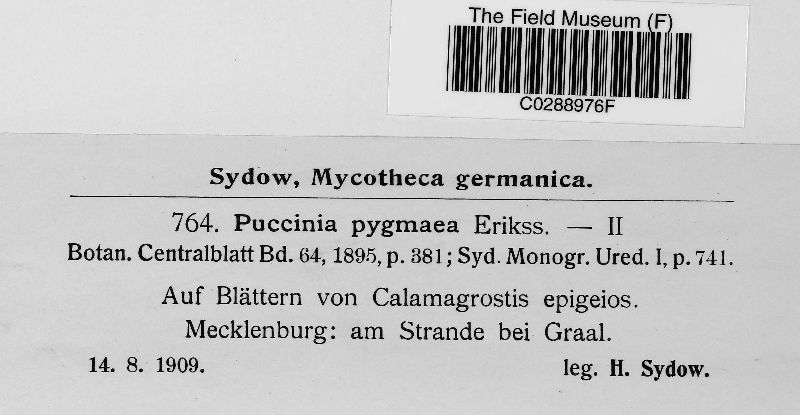 The Field Museum (F)
C0288976F
Sydow, Mycotheca germanica.
764. Puccinia pygmaea Erikss. — II
Botan. Centralblatt Bd. 64, 1895, p. 381; Syd. Monogr. Ured. I, p. 741.
Auf Blättern von Calamagrostis epigeios.
Mecklenburg: am Strande bei Graal.
14. 8. 1909. leg. H. Sydow.